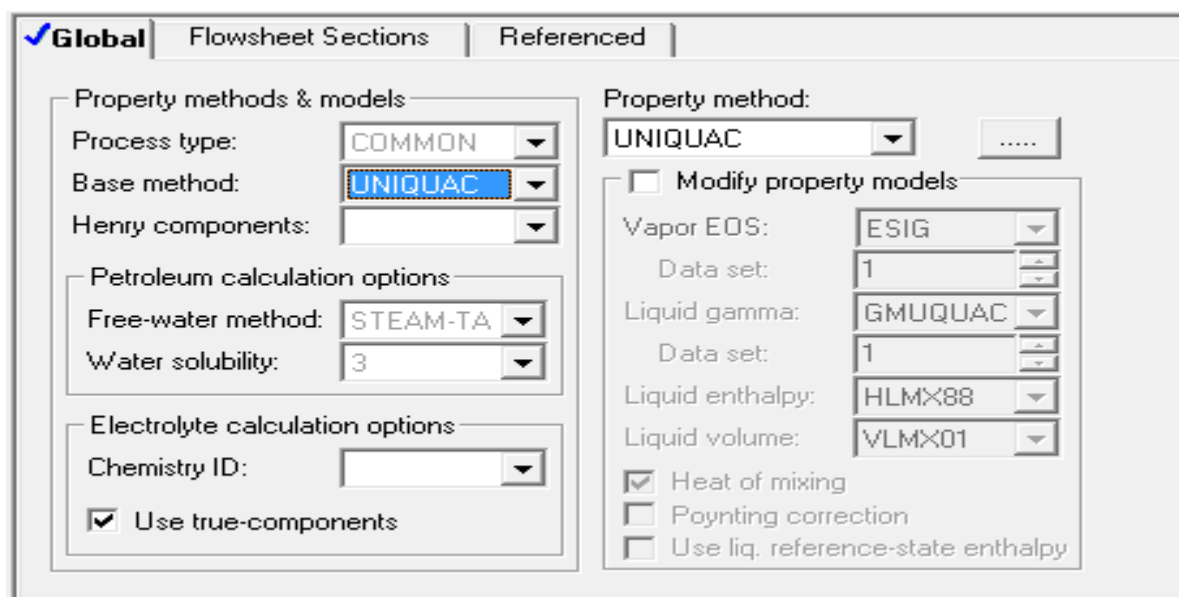 Global Flowsheet Sections Referenced
Property methods & models
Process type: COMMON
Base method: UNIQUAC
Henry components:
Petroleum calculation options
Free-water method: STEAM-TA
Water solubility: 3
Electrolyte calculation options
Chemistry ID:
Use true-components
Property method:
UNIQUAC .....
Modify property models
Vapor EOS: ESIG
Data set: 1
Liquid gamma: GMUQUAC
Data set: 1
Liquid enthalpy: HLMX88
Liquid volume: VLMX01
Heat of mixing
Poynting correction
Use liq. reference-state enthalpy